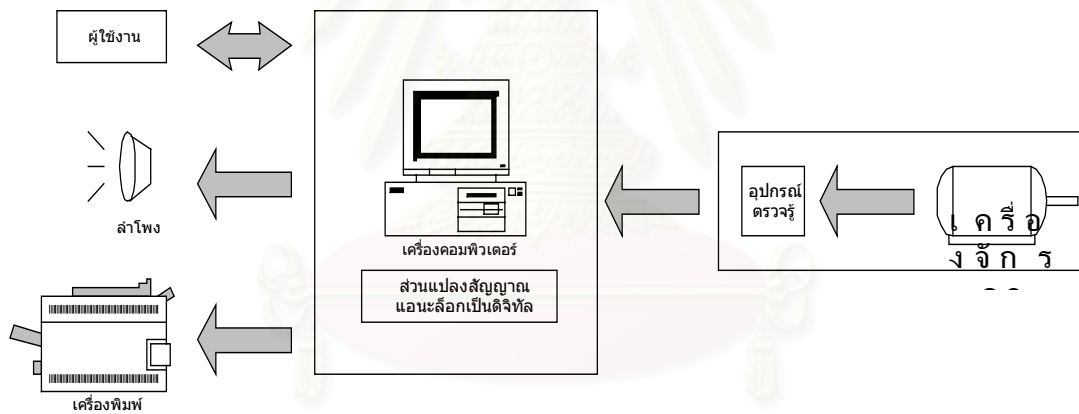 ผู้ใช้งาน
ลำโพง
เครื่องพิมพ์
เครื่องคอมพิวเตอร์
ส่วนแปลงสัญญาณ
แอนะล็อกเป็นดิจิทัล
อุปกรณ์
ตรวจรู้
เครื่อ
งจักร